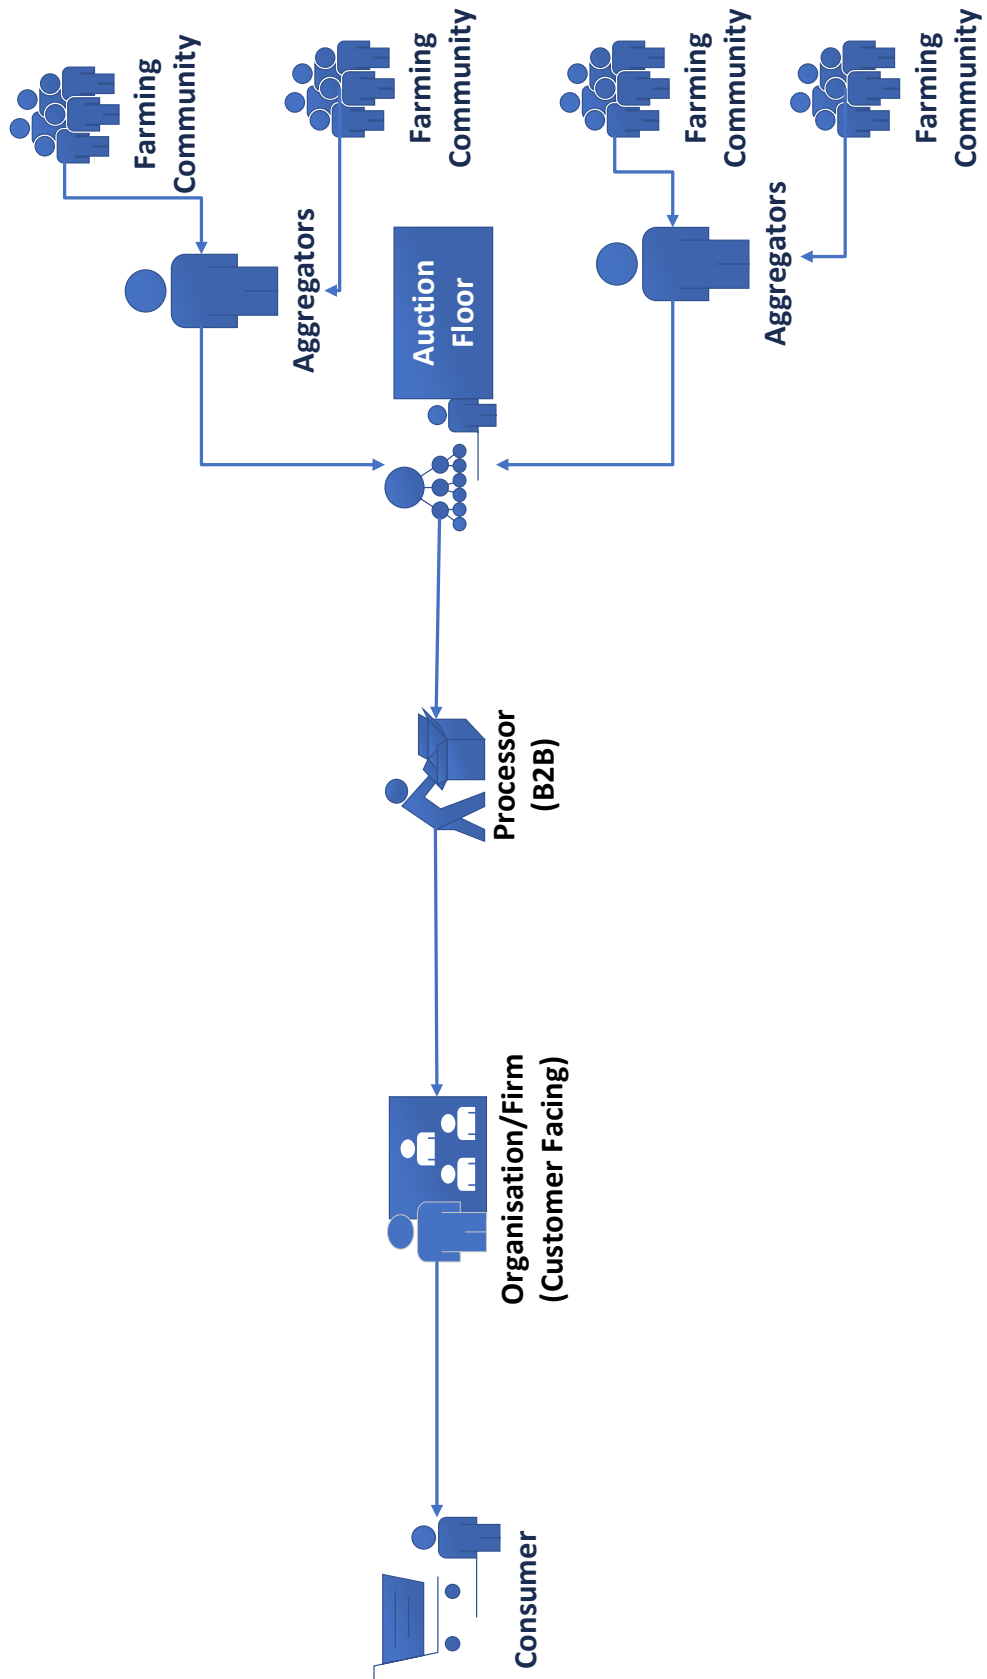 Farming
Community
Farming
Community
Farming
Community
Farming
Community
Aggregators
Aggregators
Auction
Floor
Processor
(B2B)
Organisation/Firm
(Customer Facing)
Consumer